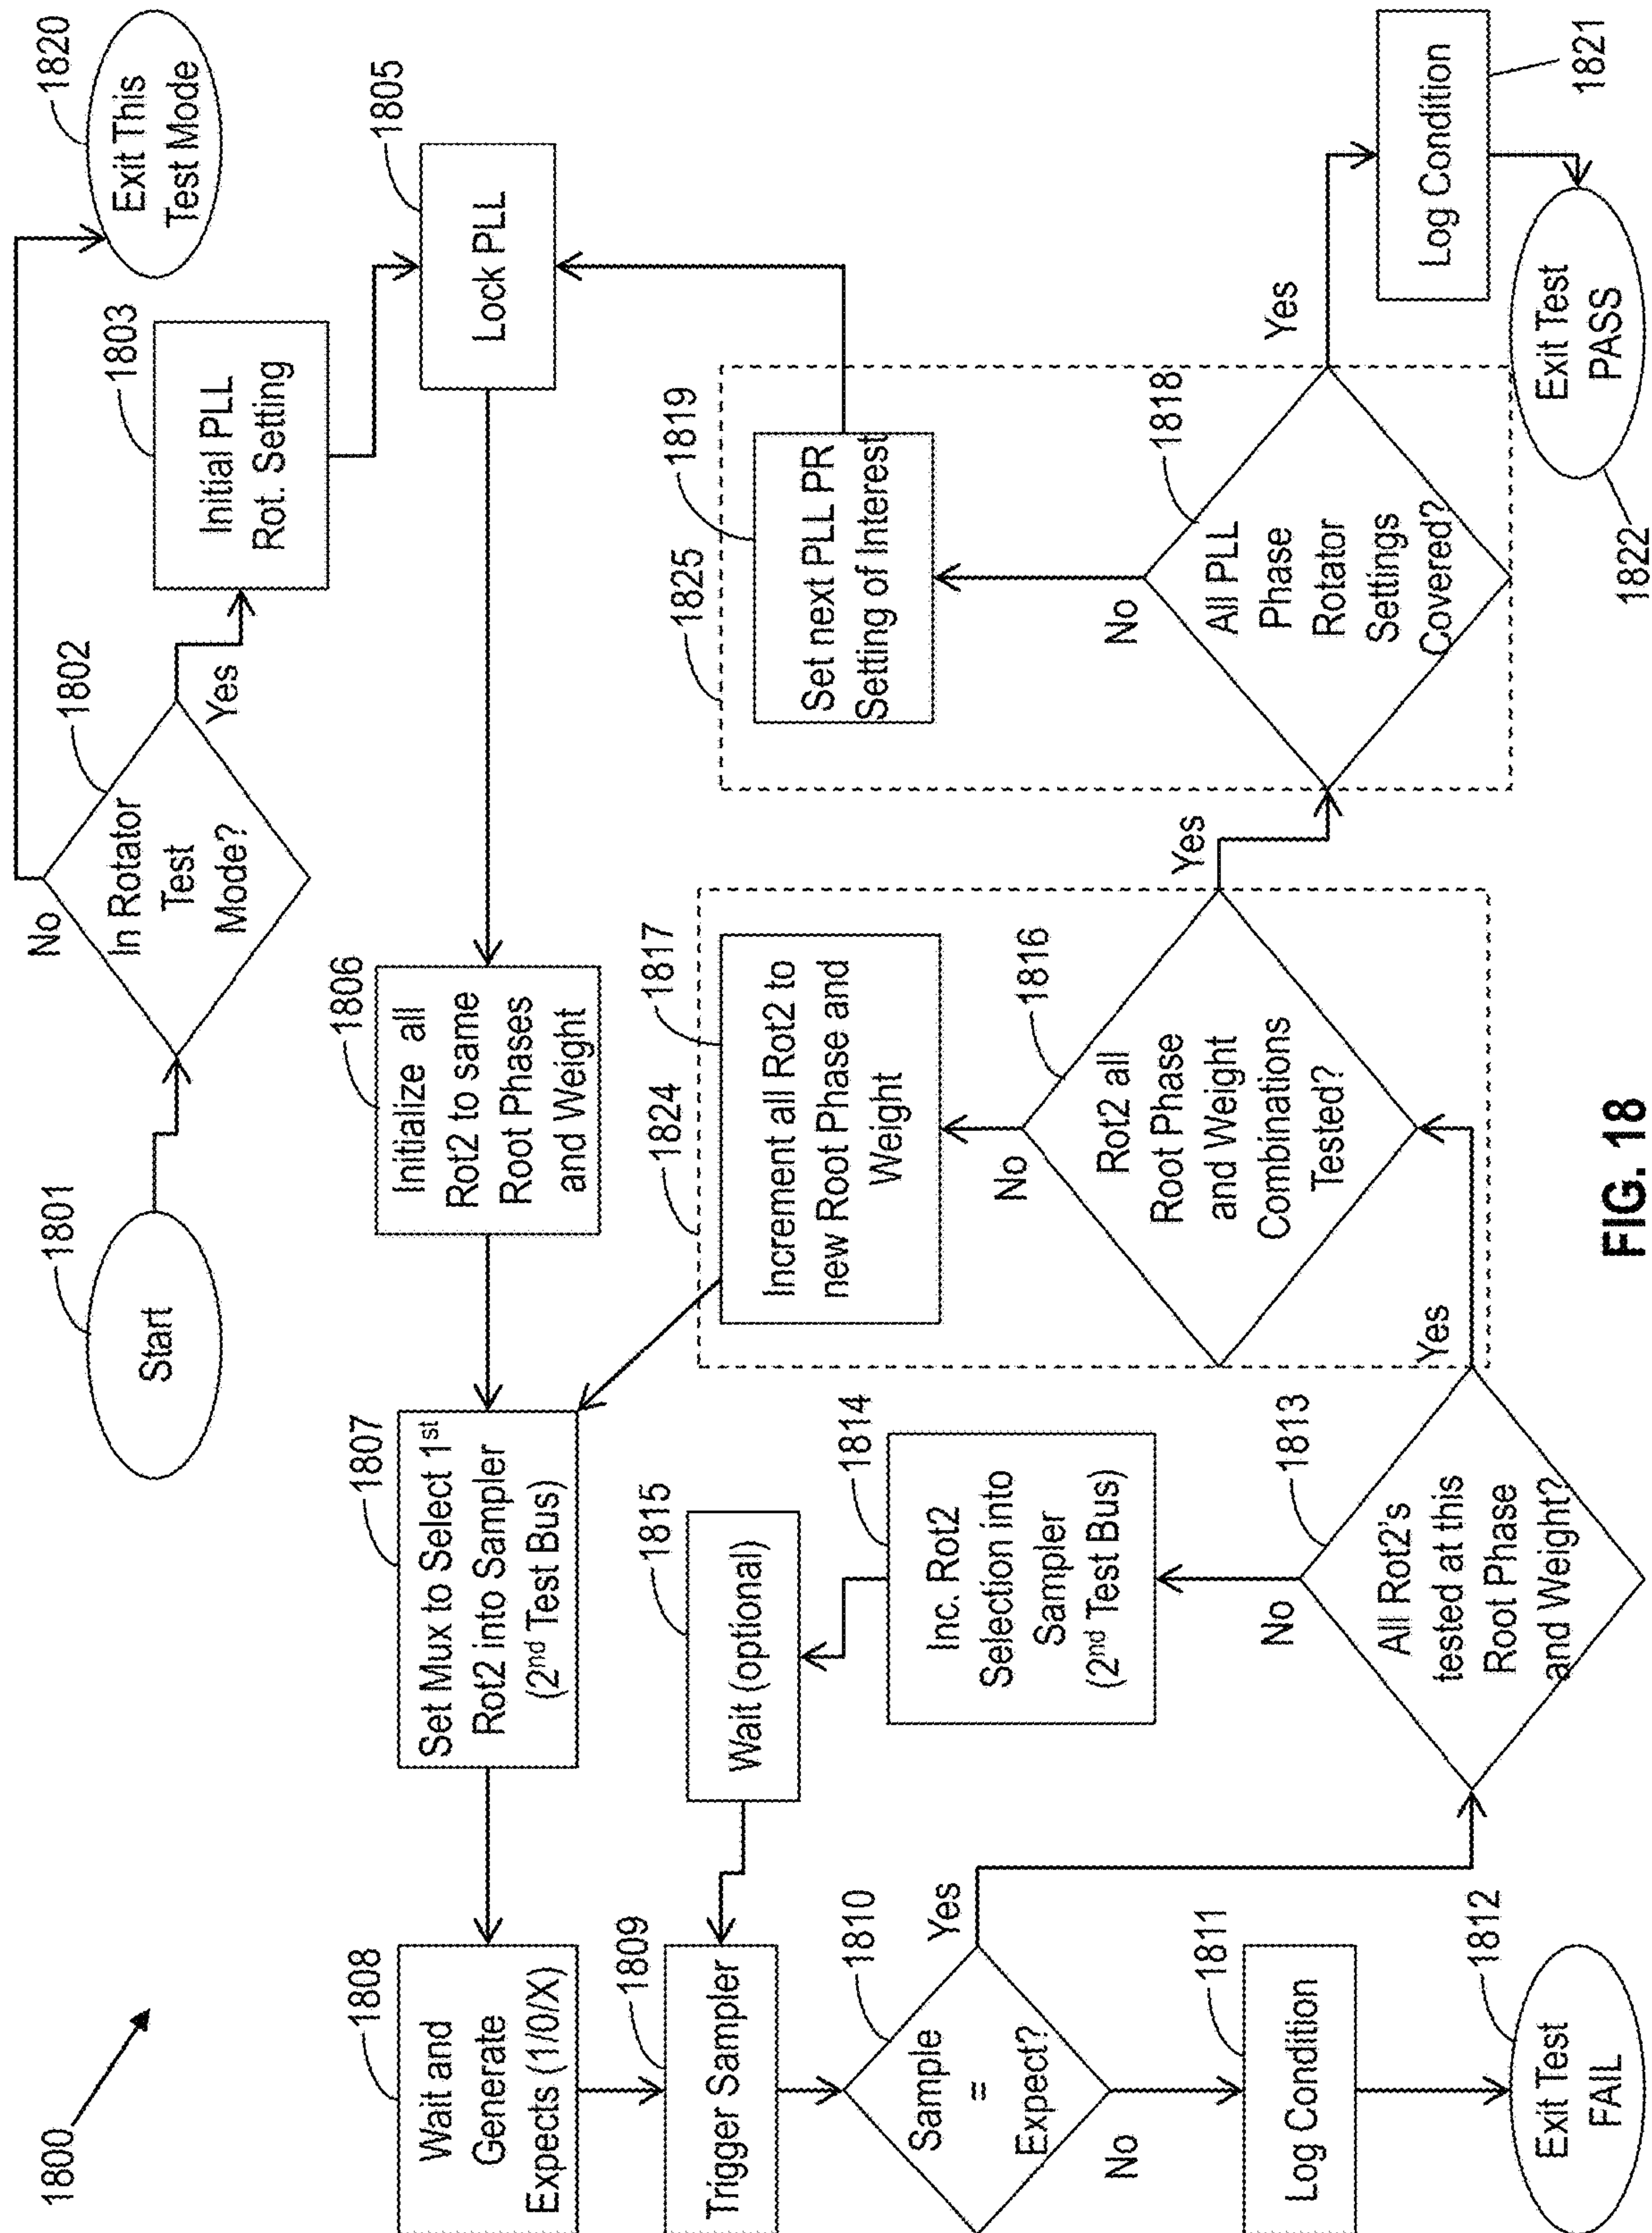 1800
1801
Start
1802
In Rotator
Test
Mode?
No
Yes
1803
Initial PLL
Rot. Setting
1820
Exit This
Test Mode
1805
Lock PLL
1806
Initialize all
Rot2 to same
Root Phases
and Weight
1807
Set Mux to Select 1st
Rot2 into Sampler
(2nd Test Bus)
1808
Wait and
Generate
Expects (1/0/X)
1809
Trigger Sampler
1810
Sample
=
Expect?
Yes
No
1811
Log Condition
1812
Exit Test
FAIL
1815
Wait (optional)
1814
Inc. Rot2
Selection into
Sampler
(2nd Test Bus)
1813
All Rot2's
tested at this
Root Phase
and Weight?
No
Yes
1824
1817
Increment all Rot2 to
new Root Phase and
Weight
1816
Rot2 all
Root Phase
and Weight
Combinations
Tested?
No
Yes
1825
1819
Set next PLL PR
Setting of Interest
1818
All PLL
Phase
Rotator
Settings
Covered?
No
Yes
1821
Log Condition
1822
Exit Test
PASS
FIG. 18